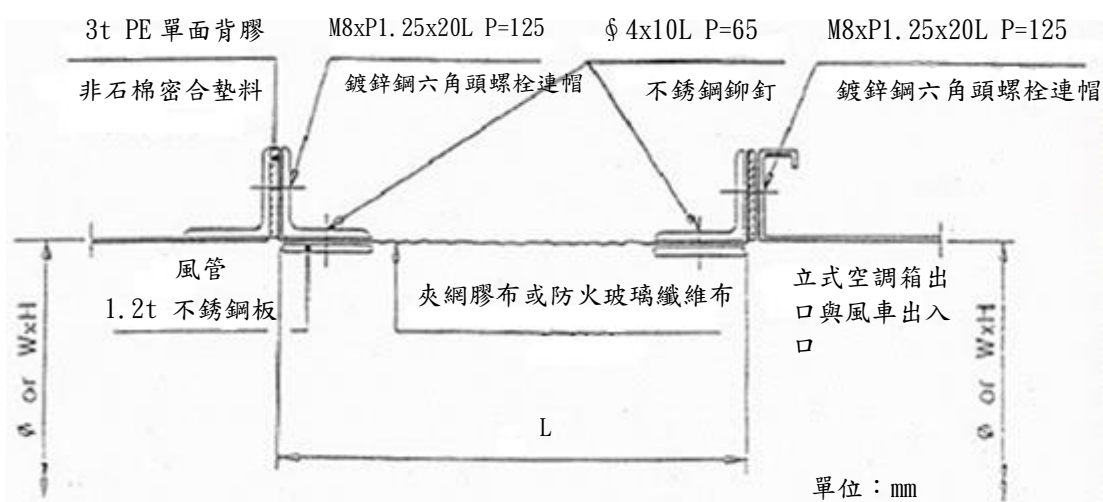 3t PE 單面背膠
非石棉密合墊料
M8xP1.25x20L P=125
鍍鋅鋼六角頭螺栓連帽
φ4x10L P=65
不銹鋼鉚釘
M8xP1.25x20L P=125
鍍鋅鋼六角頭螺栓連帽
風管
1.2t 不銹鋼板
夾網膠布或防火玻璃纖維布
立式空調箱出
口與風車出入
口
ø or WxH
L
ø or WxH
單位：mm